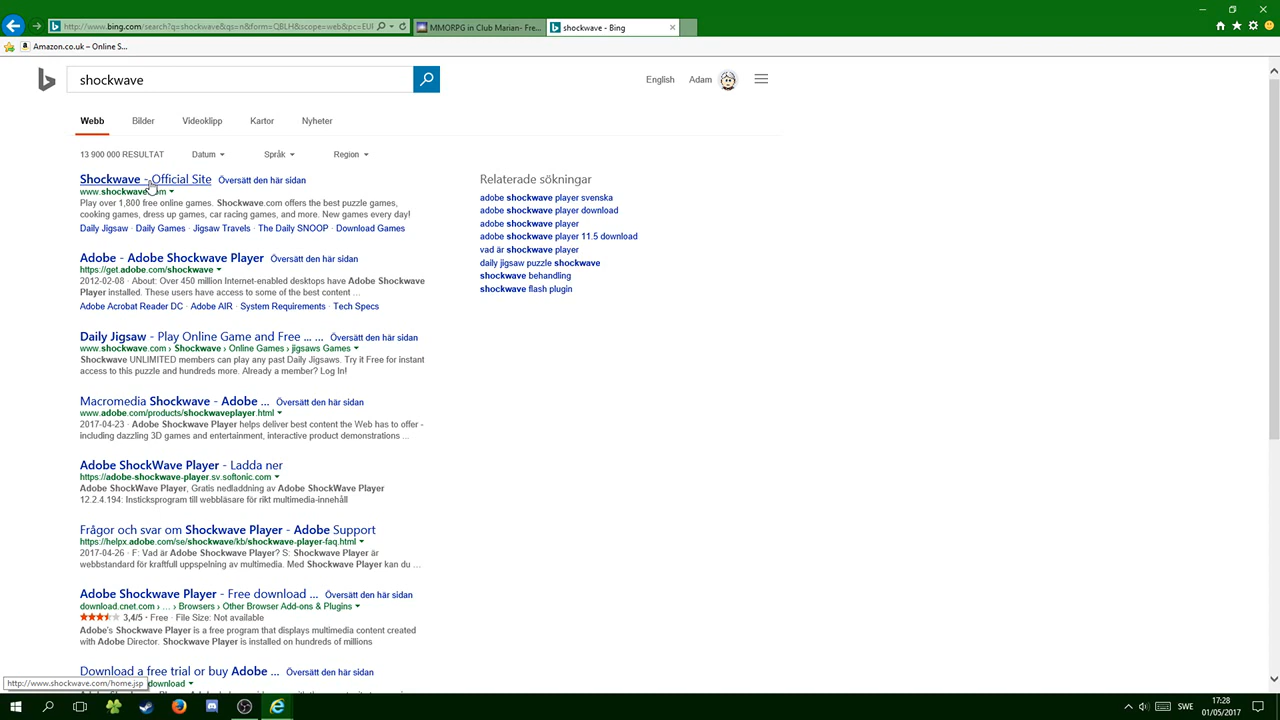 http://www.bing.com/search?q=shockwave&qs=n&form=QBLH&scope=web&pc=EUI
MMORPG in Club Marian- Fre...
shockwave - Bing
Amazon.co.uk – Online S...
shockwave
English
Adam
Webb
Bilder
Videoklipp
Kartor
Nyheter
13 900 000 RESULTAT
Datum
Språk
Region
Shockwave - Official Site Översätt den här sidan
www.shockwave.com
Play over 1,800 free online games. Shockwave.com offers the best puzzle games,
cooking games, dress up games, car racing games, and more. New games every day!
Daily Jigsaw · Daily Games · Jigsaw Travels · The Daily SNOOP · Download Games
Adobe - Adobe Shockwave Player Översätt den här sidan
https://get.adobe.com/shockwave
2012-02-08 · About: Over 450 million Internet-enabled desktops have Adobe Shockwave
Player installed. These users have access to some of the best content ...
Adobe Acrobat Reader DC · Adobe AIR · System Requirements · Tech Specs
Daily Jigsaw - Play Online Game and Free ... ... Översätt den här sidan
www.shockwave.com › Shockwave › Online Games › jigsaws Games
Shockwave UNLIMITED members can play any past Daily Jigsaws. Try it Free for instant
access to this puzzle and hundreds more. Already a member? Log In!
Macromedia Shockwave - Adobe ... Översätt den här sidan
www.adobe.com/products/shockwaveplayer.html
2017-04-23 · Adobe Shockwave Player helps deliver best content the Web has to offer -
including dazzling 3D games and entertainment, interactive product demonstrations ...
Adobe ShockWave Player - Ladda ner
https://adobe-shockwave-player.sv.softonic.com
Adobe ShockWave Player, Gratis nedladdning av Adobe ShockWave Player
12.2.4.194: Insticksprogram till webbläsare för rikt multimedia-innehåll
Frågor och svar om Shockwave Player - Adobe Support
https://helpx.adobe.com/se/shockwave/kb/shockwave-player-faq.html
2017-04-26 · F: Vad är Adobe Shockwave Player? S: Shockwave Player är
webbstandard för kraftfull uppspelning av multimedia. Med Shockwave Player kan du ...
Adobe Shockwave Player - Free download ... Översätt den här sidan
download.cnet.com › ... › Browsers › Other Browser Add-ons & Plugins
3,4/5 - Free · File Size: Not available
Adobe's Shockwave Player is a free program that displays multimedia content created
with Adobe Director. Shockwave Player is installed on hundreds of millions
Download a free trial or buy Adobe ... Översätt den här sidan
download
Relaterade sökningar
adobe shockwave player svenska
adobe shockwave player download
adobe shockwave player
adobe shockwave player 11.5 download
vad är shockwave player
daily jigsaw puzzle shockwave
shockwave behandling
shockwave flash plugin
http://www.shockwave.com/home.jsp
SWE
17:28
01/05/2017